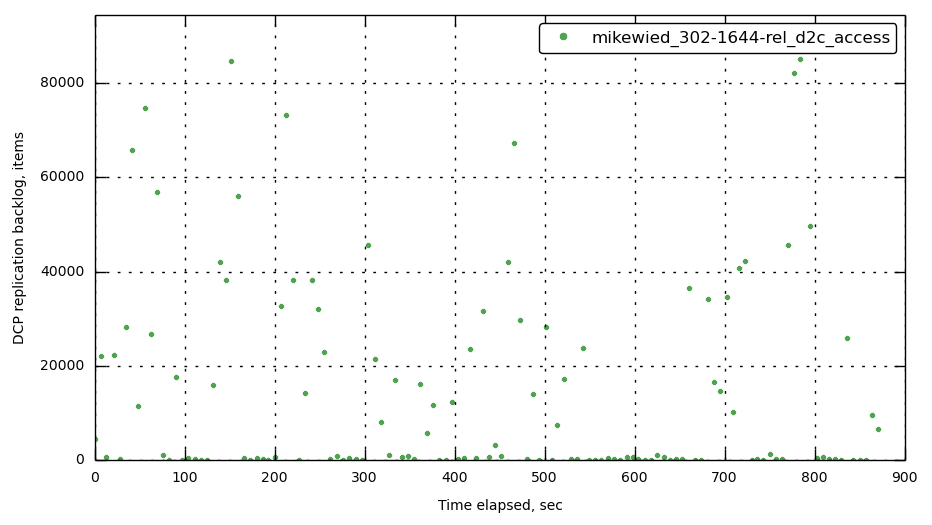 mikewied_302-1644-rel_d2c_access
80000
60000
40000
20000
0
DCP replication backlog, items
0 100 200 300 400 500 600 700 800 900
Time elapsed, sec